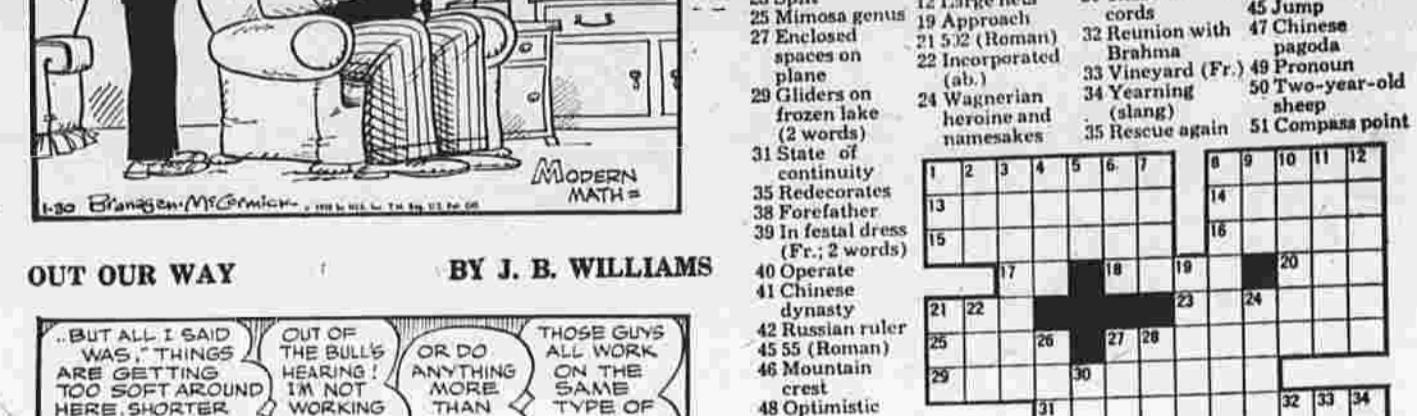 MODERN
MATH=
1-30 Branagen-McCormick
OUT OUR WAY
BY J. B. WILLIAMS
..BUT ALL I SAID
WAS, "THINGS
ARE GETTING
TOO SOFT AROUND
HERE, SHORTER
OUT OF
THE BULL'S
HEARING!
I'M NOT
WORKING
OR DO
ANYTHING
MORE
THAN
THOSE GUYS
ALL WORK
ON THE
SAME
TYPE OF
25 Mimosa genus
27 Enclosed
spaces on
plane
29 Gliders on
frozen lake
(2 words)
31 State of
continuity
35 Redecorates
38 Forefather
39 In festal dress
(Fr.; 2 words)
40 Operate
41 Chinese
dynasty
42 Russian ruler
45 55 (Roman)
46 Mountain
crest
48 Optimistic
19 Approach
21 502 (Roman)
22 Incorporated
(ab.)
24 Wagnerian
heroine and
namesakes
cords
32 Reunion with
Brahma
33 Vineyard (Fr.)
34 Yearning
(slang)
35 Rescue again
45 Jump
47 Chinese
pagoda
49 Pronoun
50 Two-year-old
sheep
51 Compass point
1 2 3 4 5 6 7 8 9 10 11 12
13 14
15 16
17 18 19 20
21 22 23 24
25 26 27 28
29 30
31 32 33 34